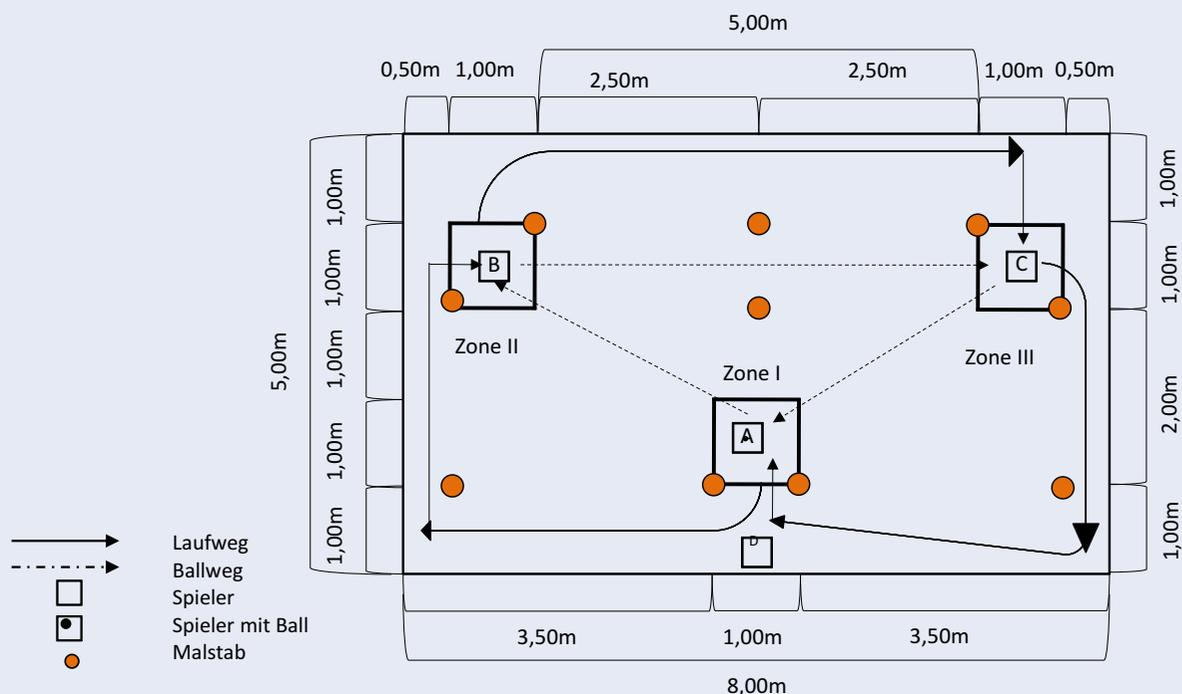 5,00m
0,50m 1,00m 2,50m 2,50m 1,00m 0,50m
1,00m
1,00m
1,00m
1,00m
1,00m
5,00m
1,00m
1,00m
2,00m
1,00m
B
C
Zone II
Zone III
Zone I
A
D
Laufweg
Ballweg
Spieler
Spieler mit Ball
Malstab
3,50m 1,00m 3,50m
8,00m